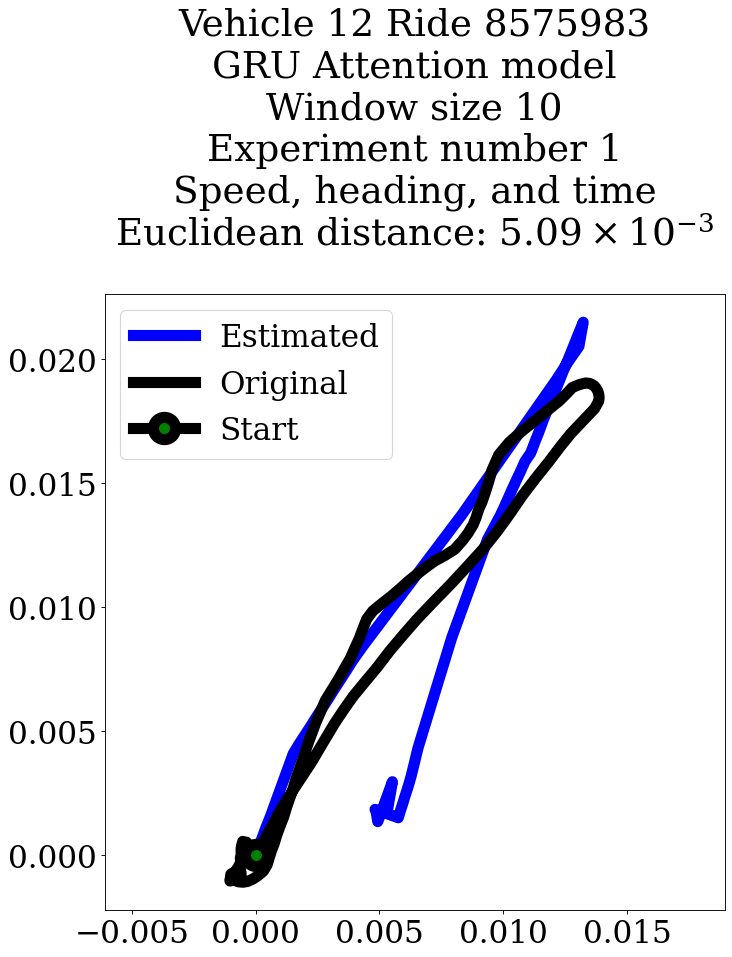 Vehicle 12 Ride 8575983
GRU Attention model
Window size 10
Experiment number 1
Speed, heading, and time
Euclidean distance: 5.09 × 10⁻³
Estimated
Original
Start
0.020
0.015
0.010
0.005
0.000
−0.005 0.000 0.005 0.010 0.015